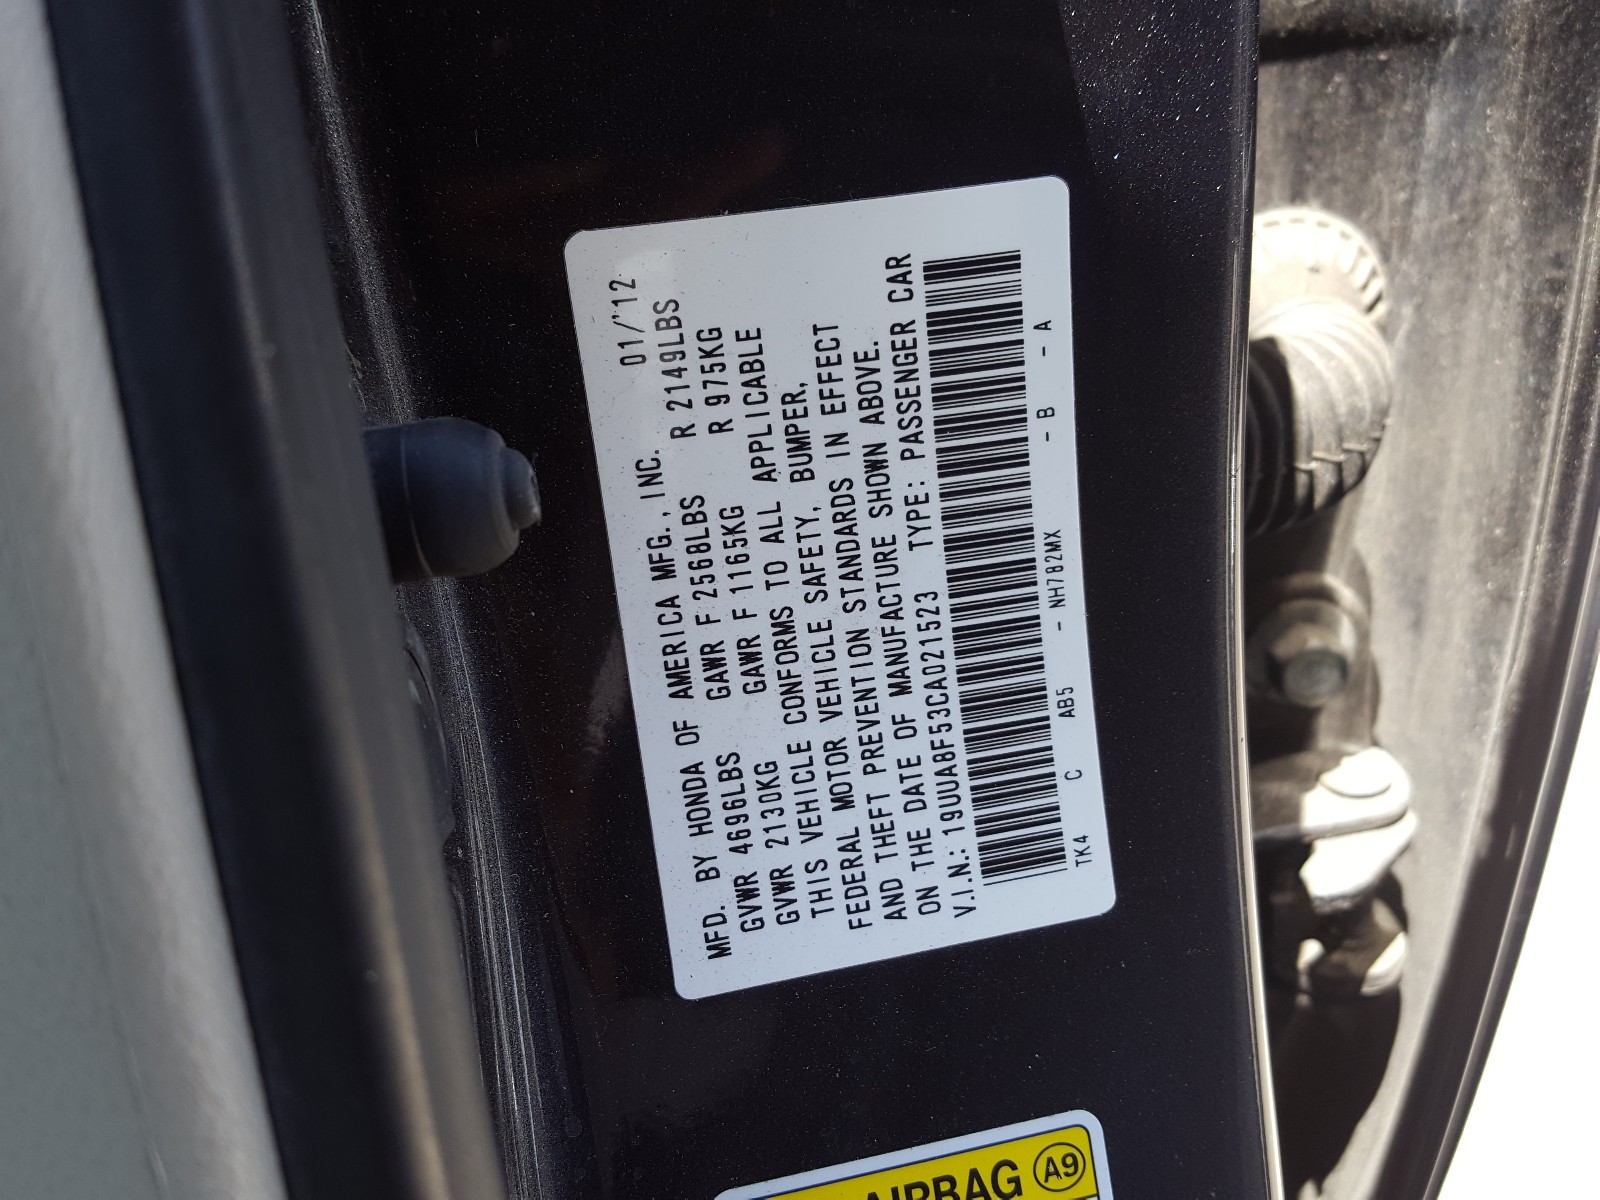 MFD. BY HONDA OF AMERICA MFG., INC. 01/'12
GVWR 4696LBS GAWR F 2568LBS R 2149LBS
GVWR 2130KG GAWR F 1165KG R 975KG
THIS VEHICLE CONFORMS TO ALL APPLICABLE
FEDERAL MOTOR VEHICLE SAFETY, BUMPER,
AND THEFT PREVENTION STANDARDS IN EFFECT
ON THE DATE OF MANUFACTURE SHOWN ABOVE.
V.I.N.: 19UUA8F53CA021523 TYPE: PASSENGER CAR
TK4 C AB5 - NH782MX - B - A
AIRBAG A9